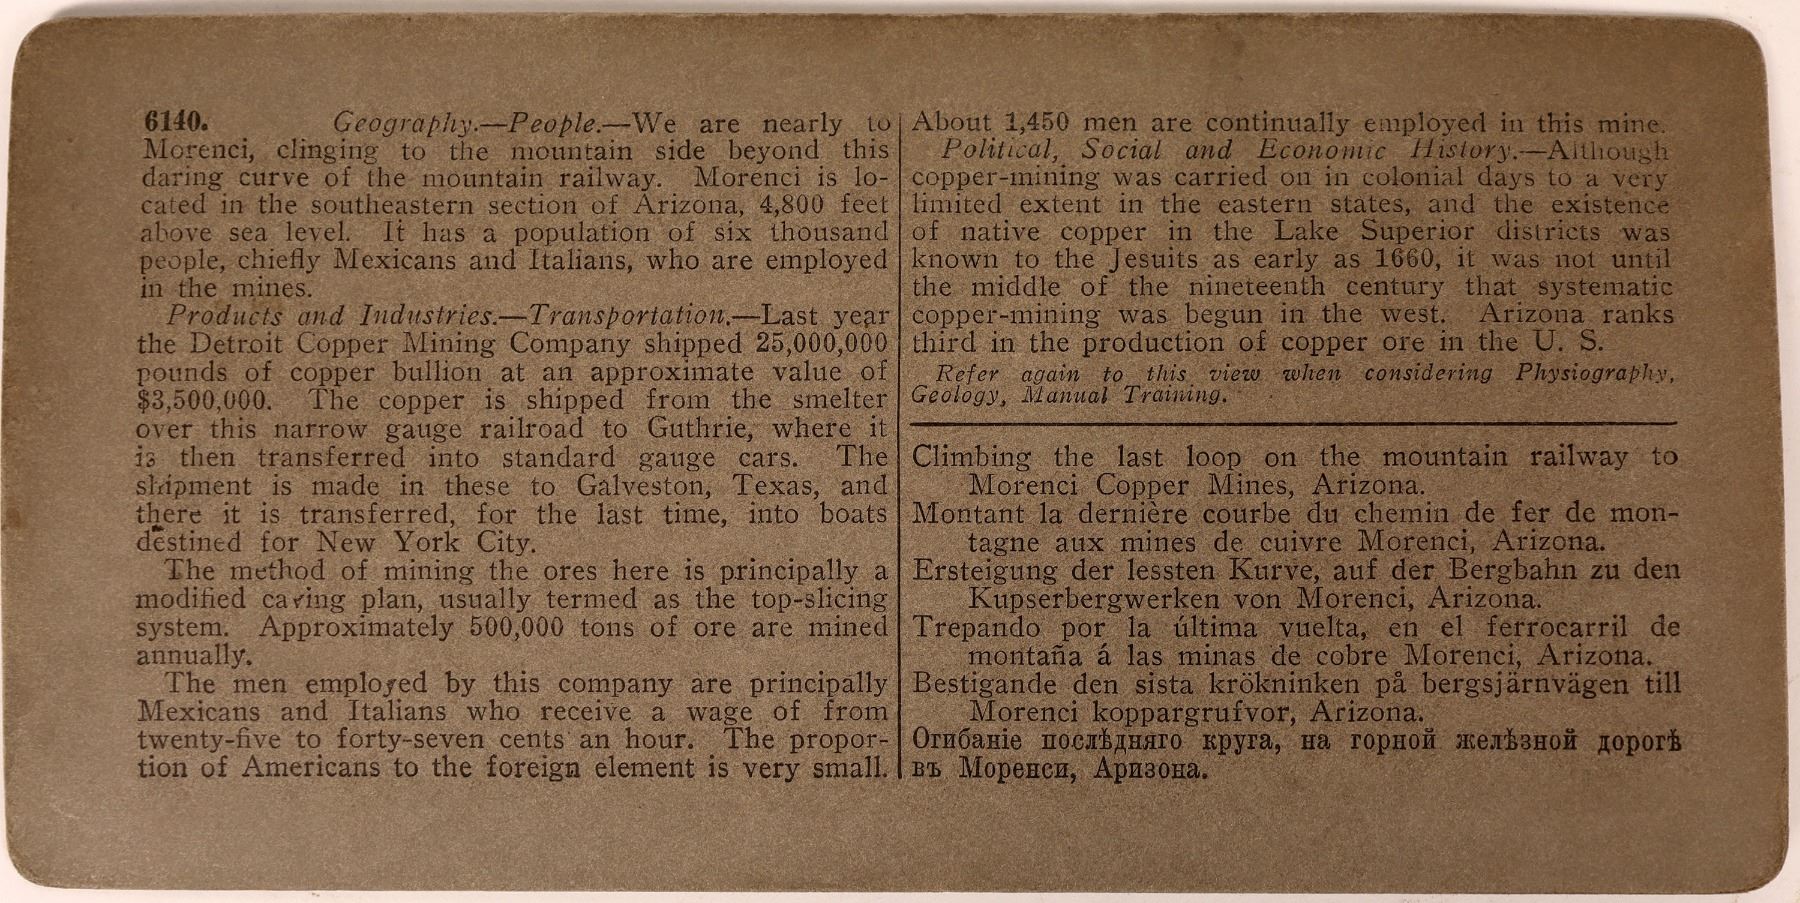 6140. Geography.—People.—We are nearly to
Morenci, clinging to the mountain side beyond this
daring curve of the mountain railway. Morenci is lo-
cated in the southeastern section of Arizona, 4,800 feet
above sea level. It has a population of six thousand
people, chiefly Mexicans and Italians, who are employed
in the mines.
Products and Industries.—Transportation.—Last year
the Detroit Copper Mining Company shipped 25,000,000
pounds of copper bullion at an approximate value of
$3,500,000. The copper is shipped from the smelter
over this narrow gauge railroad to Guthrie, where it
is then transferred into standard gauge cars. The
shipment is made in these to Galveston, Texas, and
there it is transferred, for the last time, into boats
destined for New York City.
The method of mining the ores here is principally a
modified caving plan, usually termed as the top-slicing
system. Approximately 500,000 tons of ore are mined
annually.
The men employed by this company are principally
Mexicans and Italians who receive a wage of from
twenty-five to forty-seven cents an hour. The propor-
tion of Americans to the foreign element is very small.
About 1,450 men are continually employed in this mine.
Political, Social and Economic History.—Although
copper-mining was carried on in colonial days to a very
limited extent in the eastern states, and the existence
of native copper in the Lake Superior districts was
known to the Jesuits as early as 1660, it was not until
the middle of the nineteenth century that systematic
copper-mining was begun in the west. Arizona ranks
third in the production of copper ore in the U. S.
Refer again to this view when considering Physiography,
Geology, Manual Training.
Climbing the last loop on the mountain railway to
Morenci Copper Mines, Arizona.
Montant la dernière courbe du chemin de fer de mon-
tagne aux mines de cuivre Morenci, Arizona.
Ersteigung der lessten Kurve, auf der Bergbahn zu den
Kupserbergwerken von Morenci, Arizona.
Trepando por la última vuelta, en el ferrocarril de
montaña á las minas de cobre Morenci, Arizona.
Bestigande den sista krökninken på bergsjärnvägen till
Morenci koppargrufvor, Arizona.
Огибаніе послѣдняго круга, на горной желѣзной дорогѣ
въ Моренси, Аризона.